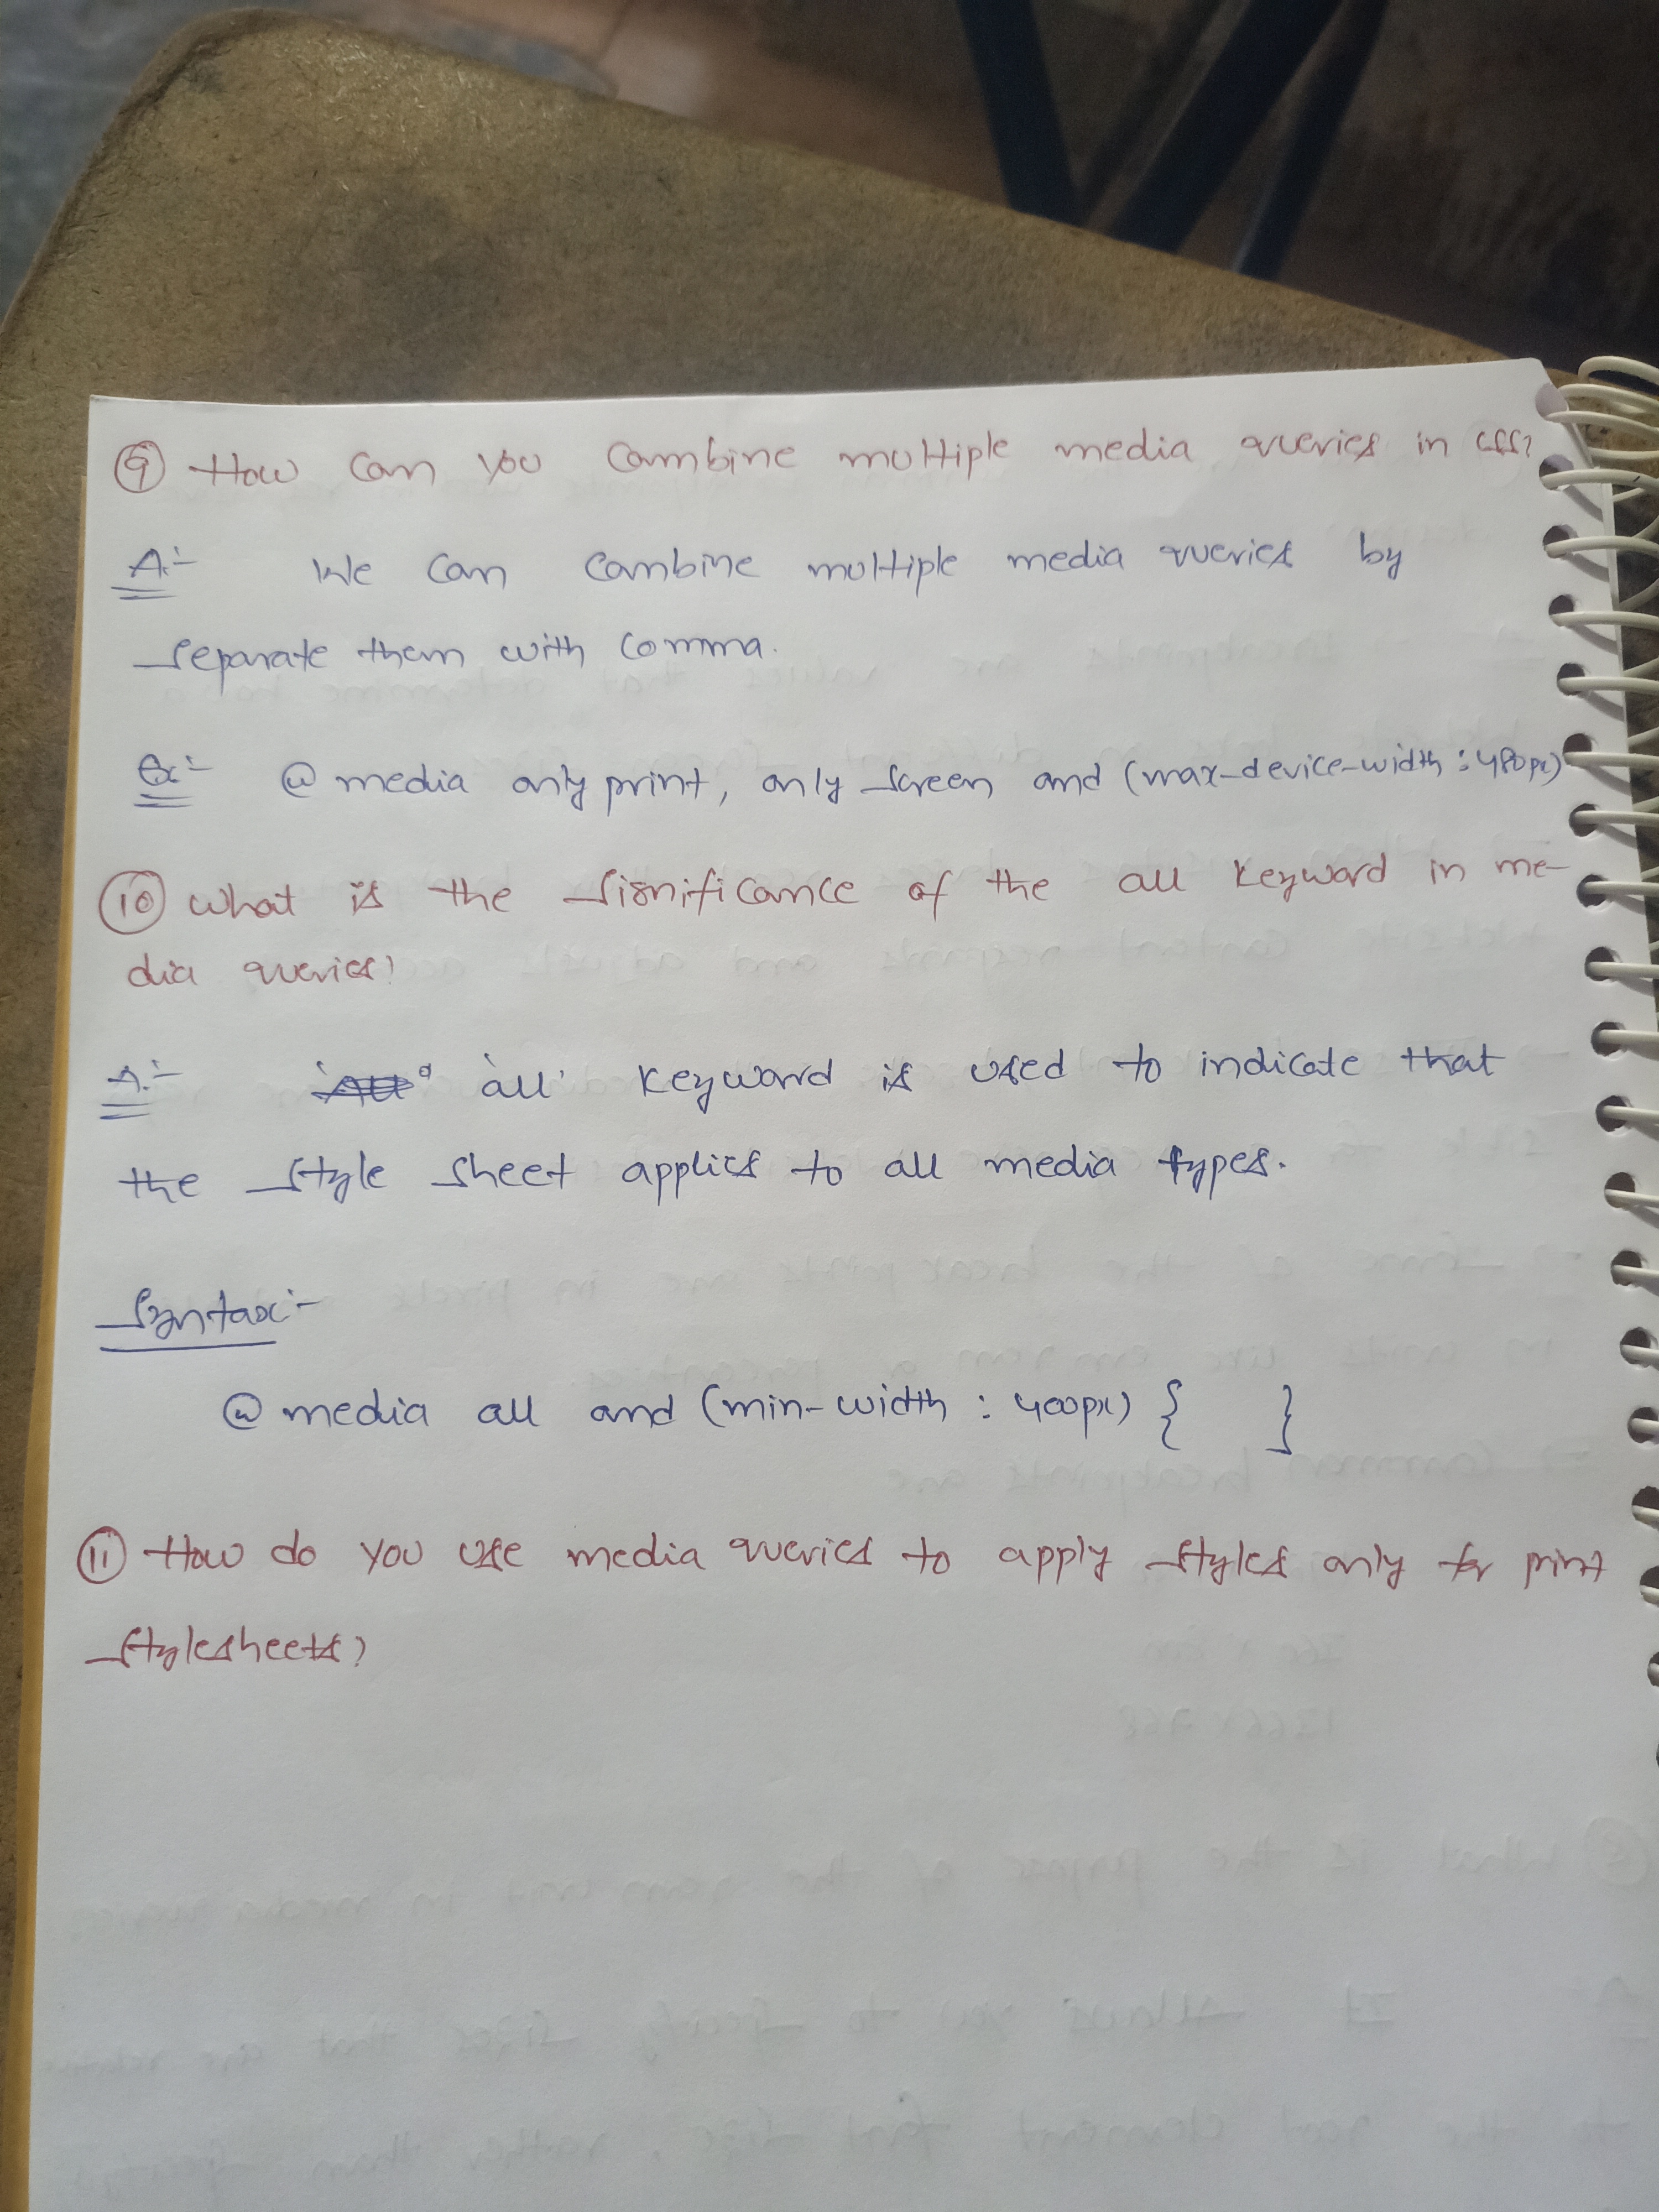 ⑨ How can you combine multiple media queries in css?
A:- We can combine multiple media queries by
separate them with comma.
Ex:- @media only print, only screen and (max-device-width : 480px)
⑩ What is the significance of the all keyword in me-
dia queries?
A:- 'all' keyword is used to indicate that
the style sheet applies to all media types.
Syntax:-
@media all and (min-width : 400px) { }
⑪ How do you use media queries to apply styles only for print
stylesheets?